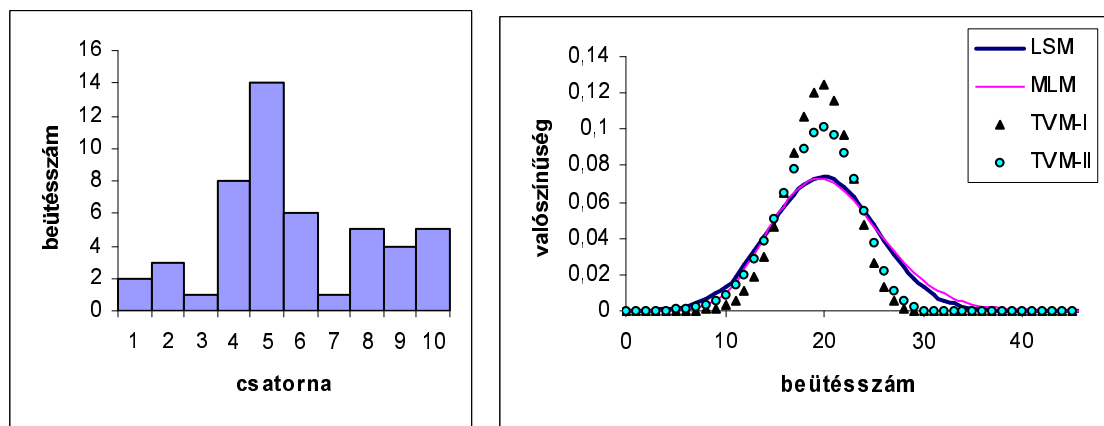 beütésszám
16
14
12
10
8
6
4
2
0
1 2 3 4 5 6 7 8 9 10
csatorna
valószínűség
0,14
0,12
0,1
0,08
0,06
0,04
0,02
0
0 10 20 30 40
beütésszám
LSM
MLM
TVM-I
TVM-II